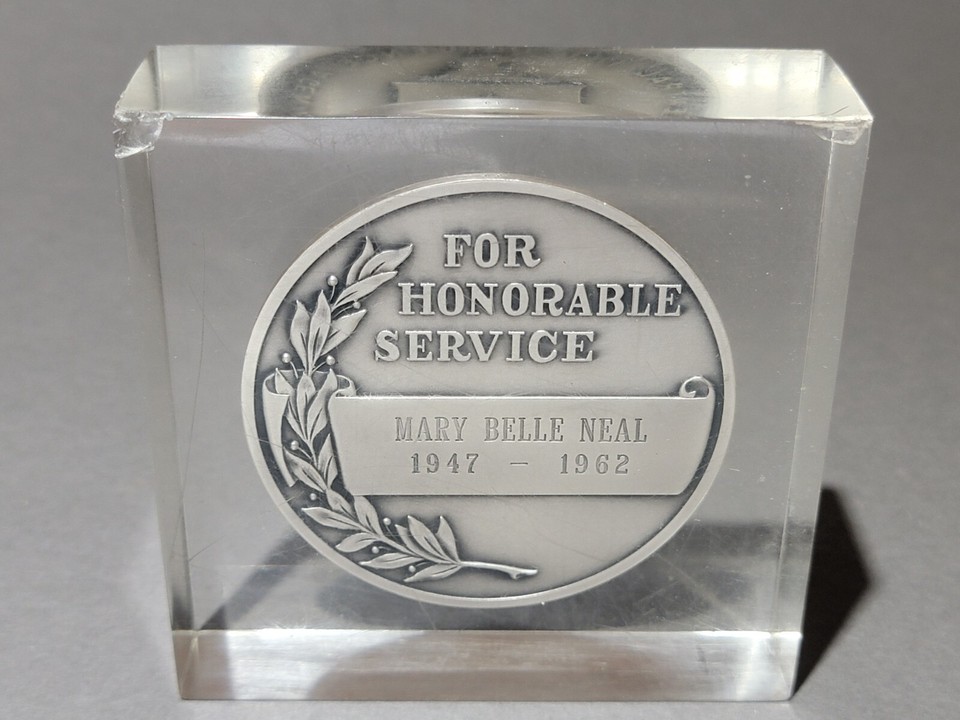 FOR
HONORABLE
SERVICE
MARY BELLE NEAL
1947 - 1962